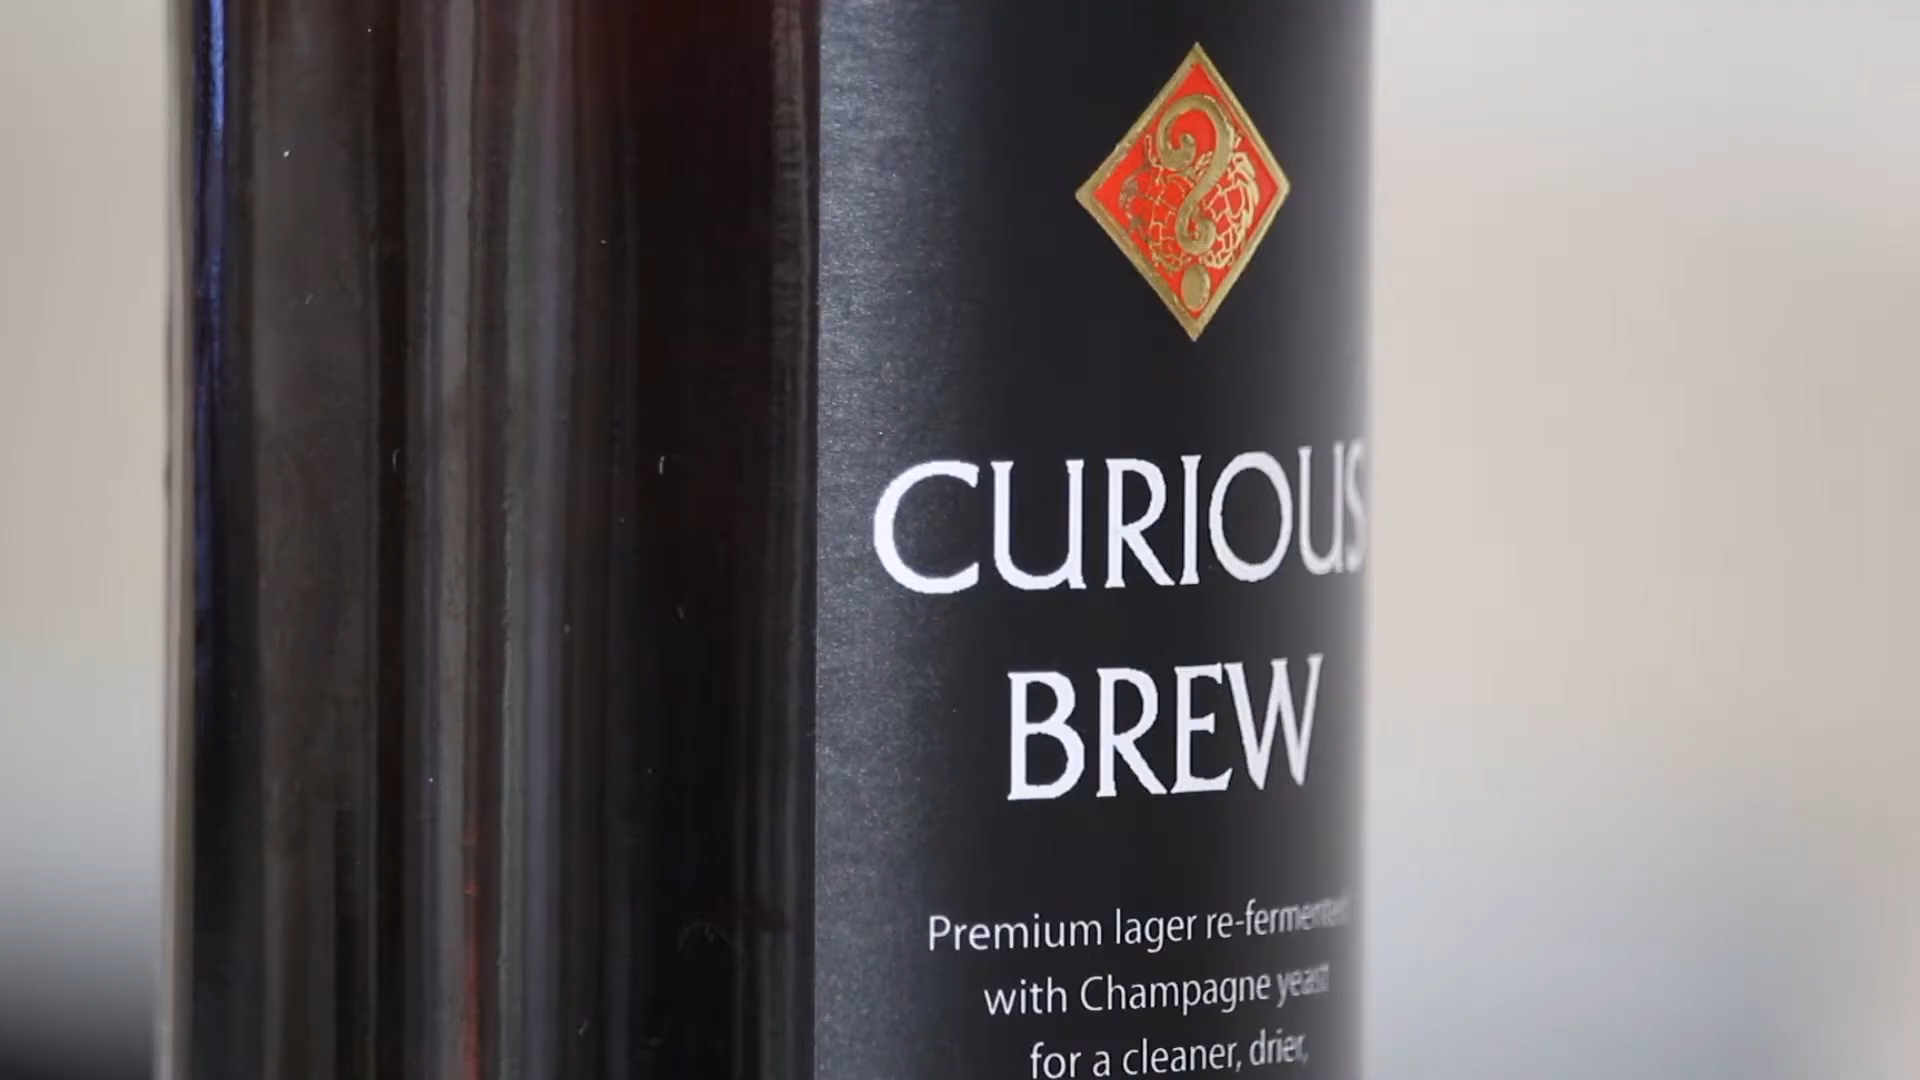 CURIOUS
BREW
Premium lager re-fermented
with Champagne yeast
for a cleaner, drier,